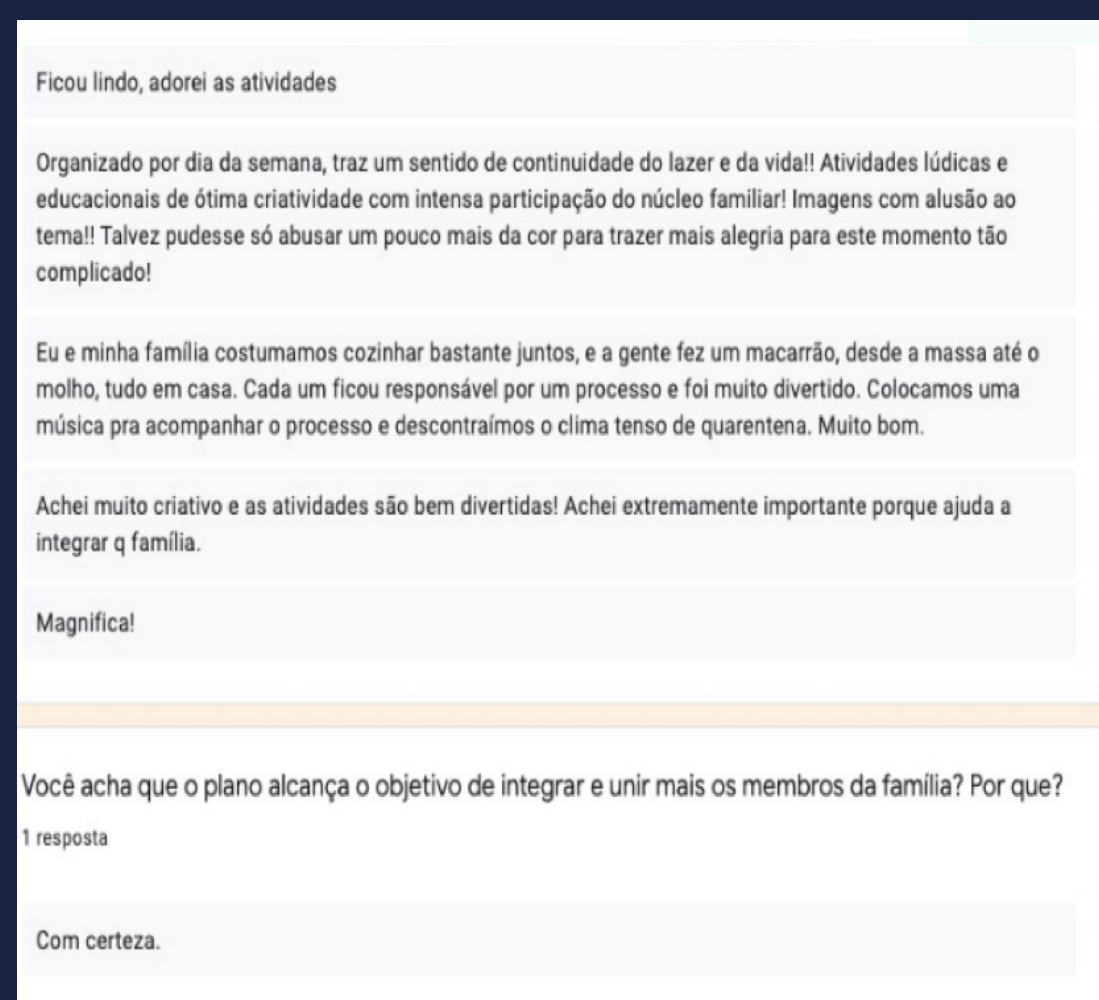 Ficou lindo, adorei as atividades
Organizado por dia da semana, traz um sentido de continuidade do lazer e da vida!! Atividades lúdicas e
educacionais de ótima criatividade com intensa participação do núcleo familiar! Imagens com alusão ao
tema!! Talvez pudesse só abusar um pouco mais da cor para trazer mais alegria para este momento tão
complicado!
Eu e minha família costumamos cozinhar bastante juntos, e a gente fez um macarrão, desde a massa até o
molho, tudo em casa. Cada um ficou responsável por um processo e foi muito divertido. Colocamos uma
música pra acompanhar o processo e descontraímos o clima tenso de quarentena. Muito bom.
Achei muito criativo e as atividades são bem divertidas! Achei extremamente importante porque ajuda a
integrar q família.
Magnifica!
Você acha que o plano alcança o objetivo de integrar e unir mais os membros da família? Por que?
1 resposta
Com certeza.